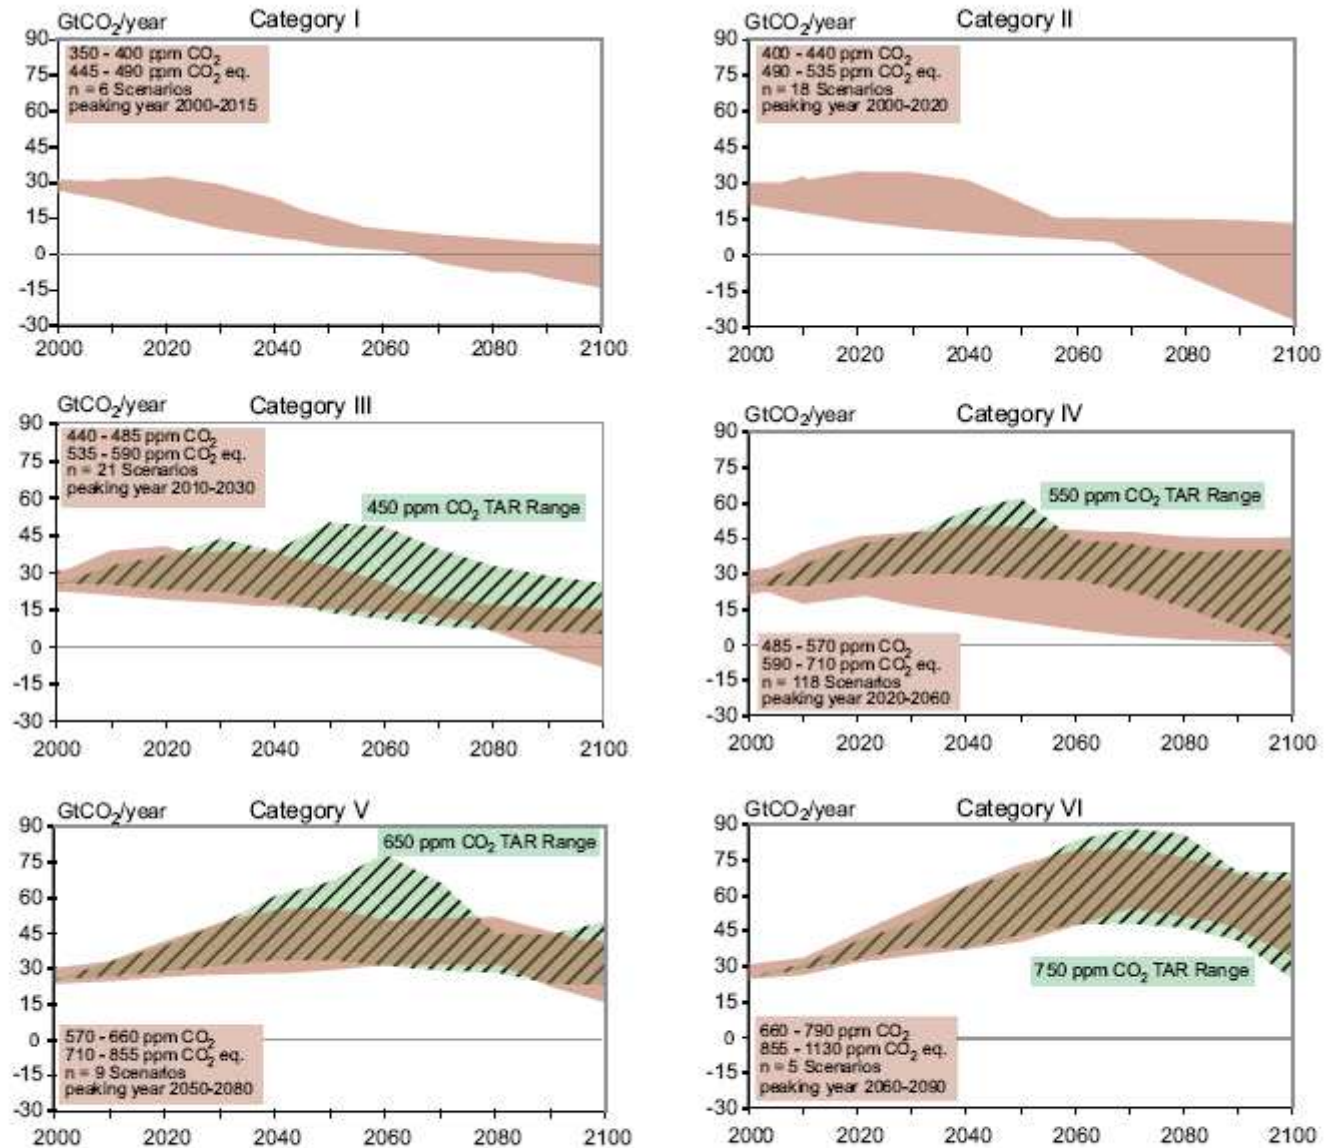 GtCO2/year Category I
350 - 400 ppm CO2
445 - 490 ppm CO2 eq.
n = 6 Scenarios
peaking year 2000-2015
90
75
60
45
30
15
0
-15
-30
2000 2020 2040 2060 2080 2100
GtCO2/year Category II
400 - 440 ppm CO2
490 - 535 ppm CO2 eq.
n = 18 Scenarios
peaking year 2000-2020
90
75
60
45
30
15
0
-15
-30
2000 2020 2040 2060 2080 2100
GtCO2/year Category III
440 - 485 ppm CO2
535 - 590 ppm CO2 eq.
n = 21 Scenarios
peaking year 2010-2030
450 ppm CO2 TAR Range
90
75
60
45
30
15
0
-15
-30
2000 2020 2040 2060 2080 2100
GtCO2/year Category IV
550 ppm CO2 TAR Range
485 - 570 ppm CO2
590 - 710 ppm CO2 eq.
n = 118 Scenarios
peaking year 2020-2060
90
75
60
45
30
15
0
-15
-30
2000 2020 2040 2060 2080 2100
GtCO2/year Category V
650 ppm CO2 TAR Range
570 - 660 ppm CO2
710 - 855 ppm CO2 eq.
n = 9 Scenarios
peaking year 2050-2080
90
75
60
45
30
15
0
-15
-30
2000 2020 2040 2060 2080 2100
GtCO2/year Category VI
750 ppm CO2 TAR Range
660 - 790 ppm CO2
855 - 1130 ppm CO2 eq.
n = 5 Scenarios
peaking year 2060-2090
90
75
60
45
30
15
0
-15
-30
2000 2020 2040 2060 2080 2100